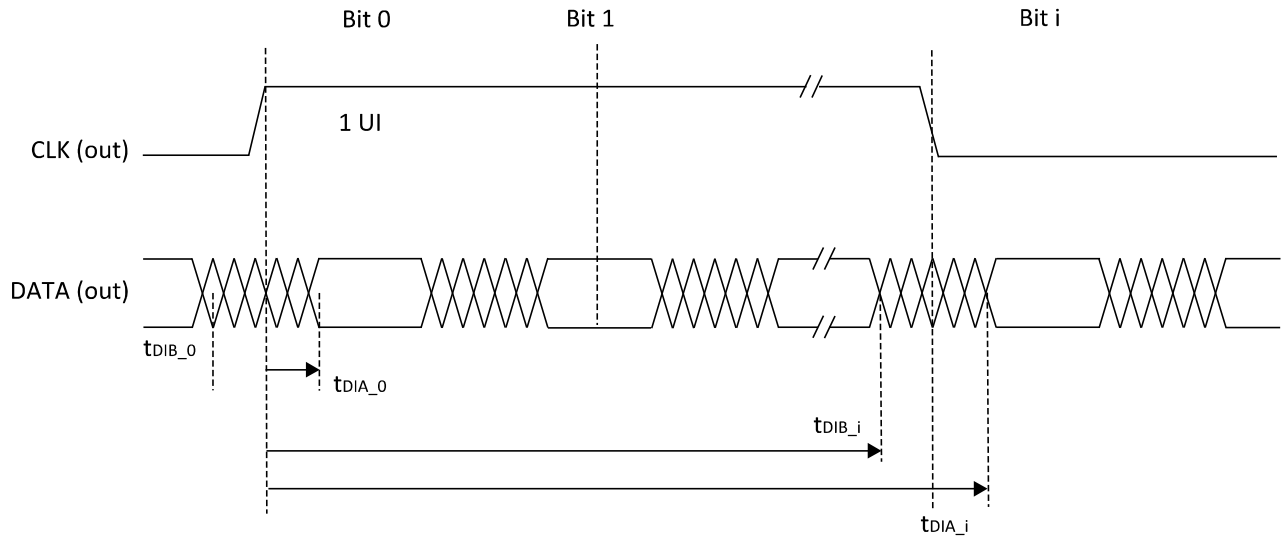 Bit 0
Bit 1
Bit i
1 UI
CLK (out)
DATA (out)
tDIB_0
tDIA_0
tDIB_i
tDIA_i